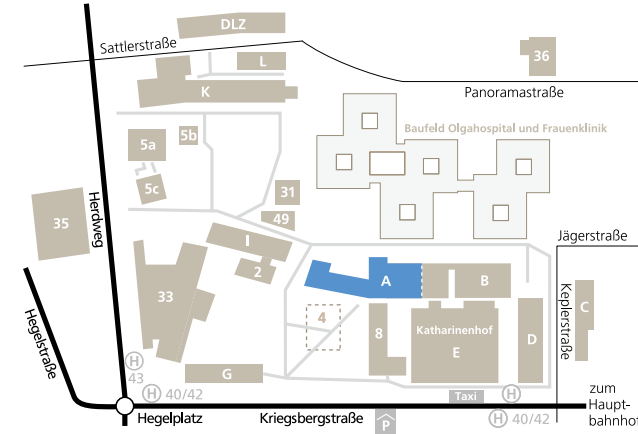 DLZ
Sattlerstraße
L
36
K
Panoramastraße
Baufeld Olgahospital und Frauenklinik
5a
5b
5c
31
49
35
Herdweg
I
2
33
Jägerstraße
A
B
C
Keplerstraße
Hegelstraße
4
8
Katharinenhof
E
D
G
H
43
H 40/42
Taxi
H
zum
Haupt-
bahnhof
Hegelplatz
Kriegsbergstraße
P
H 40/42